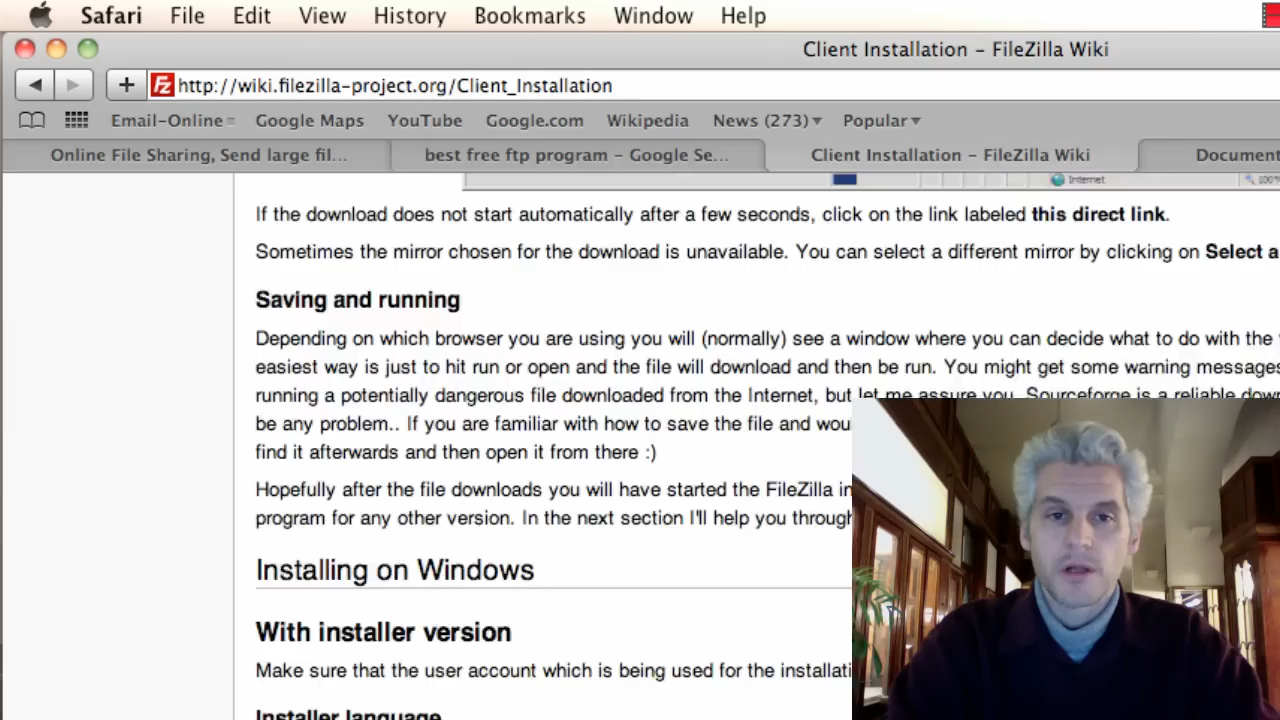 Safari File Edit View History Bookmarks Window Help
Client Installation – FileZilla Wiki
Fz http://wiki.filezilla-project.org/Client_Installation
Email-Online Google Maps YouTube Google.com Wikipedia News (273) Popular
Online File Sharing, Send large fil... best free ftp program – Google Se... Client Installation – FileZilla Wiki Document
Internet 100%
If the download does not start automatically after a few seconds, click on the link labeled this direct link.
Sometimes the mirror chosen for the download is unavailable. You can select a different mirror by clicking on Select a
Saving and running
Depending on which browser you are using you will (normally) see a window where you can decide what to do with the
easiest way is just to hit run or open and the file will download and then be run. You might get some warning messages
running a potentially dangerous file downloaded from the Internet, but let me assure you, Sourceforge is a reliable dow
be any problem.. If you are familiar with how to save the file and wou
find it afterwards and then open it from there :)
Hopefully after the file downloads you will have started the FileZilla in
program for any other version. In the next section I'll help you through
Installing on Windows
With installer version
Make sure that the user account which is being used for the installati
Installer language